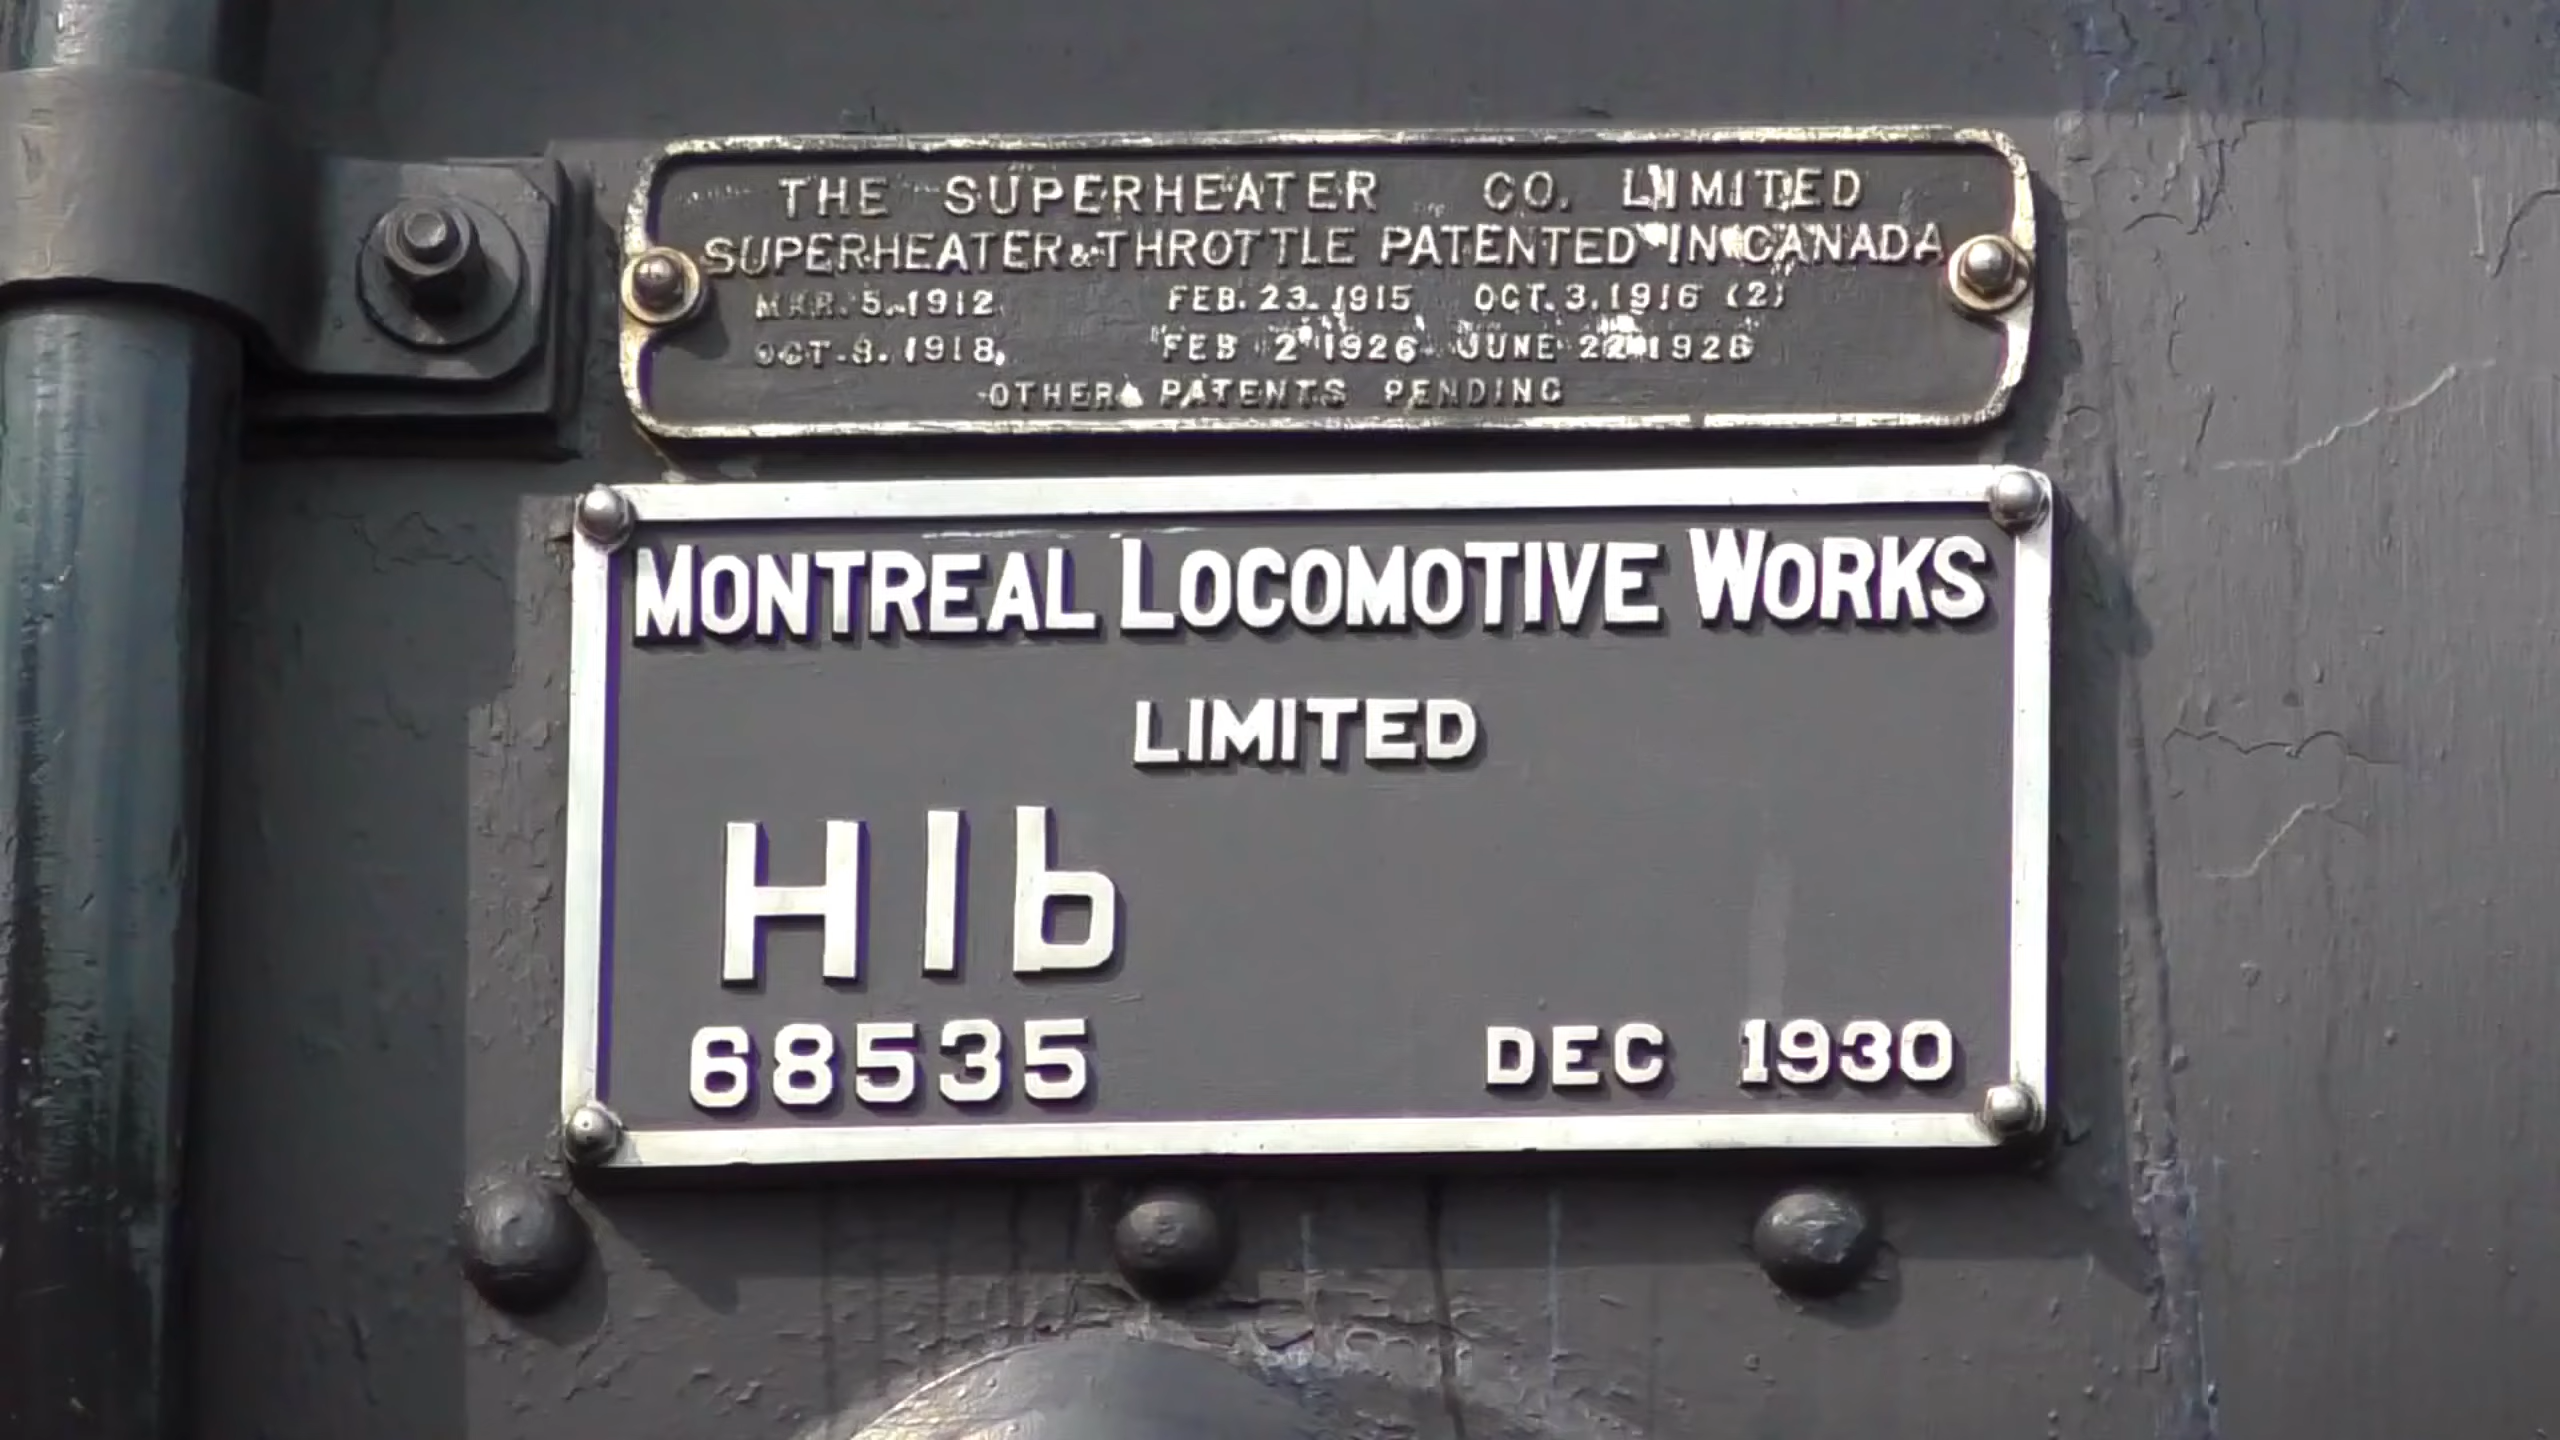 THE SUPERHEATER CO. LIMITED
SUPERHEATER & THROTTLE PATENTED IN CANADA
MAR. 5. 1912 FEB. 23. 1915 OCT. 3. 1916 (2)
OCT. 8. 1918, FEB 2 1926 JUNE 22 1926
OTHER PATENTS PENDING
MONTREAL LOCOMOTIVE WORKS
LIMITED
H1b
68535 DEC 1930